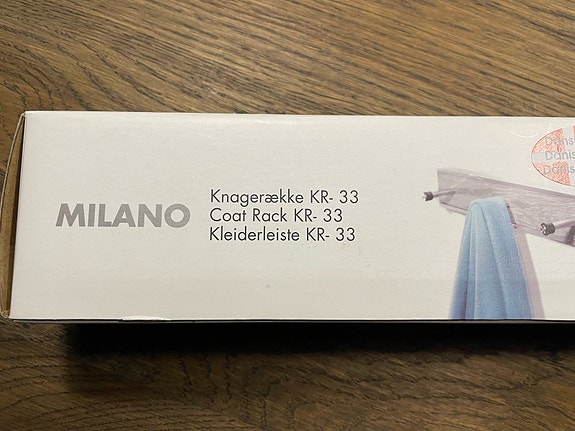 MILANO
Knagerække KR- 33
Coat Rack KR- 33
Kleiderleiste KR- 33